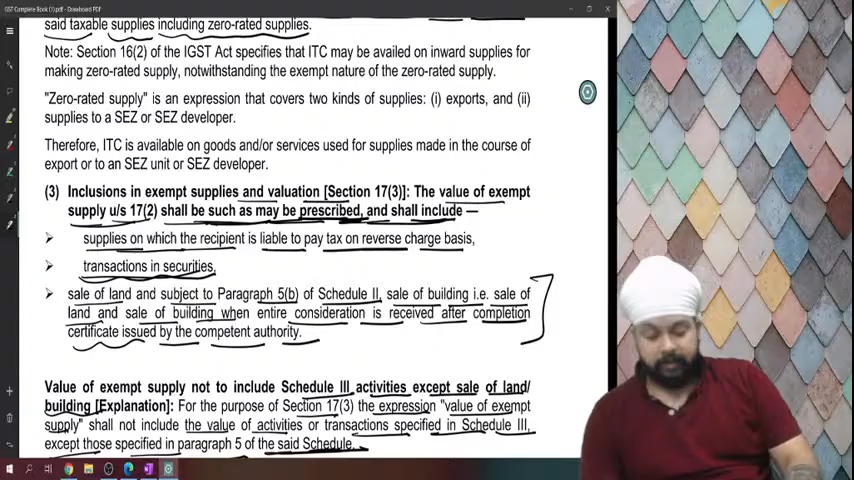 GST Complete Book (1).pdf - Drawboard PDF
said taxable supplies including zero-rated supplies.
Note: Section 16(2) of the IGST Act specifies that ITC may be availed on inward supplies for
making zero-rated supply, notwithstanding the exempt nature of the zero-rated supply.
"Zero-rated supply" is an expression that covers two kinds of supplies: (i) exports, and (ii)
supplies to a SEZ or SEZ developer.
Therefore, ITC is available on goods and/or services used for supplies made in the course of
export or to an SEZ unit or SEZ developer.
(3) Inclusions in exempt supplies and valuation [Section 17(3)]: The value of exempt
supply u/s 17(2) shall be such as may be prescribed, and shall include —
supplies on which the recipient is liable to pay tax on reverse charge basis,
transactions in securities,
sale of land and subject to Paragraph 5(b) of Schedule II, sale of building i.e. sale of
land and sale of building when entire consideration is received after completion
certificate issued by the competent authority.
Value of exempt supply not to include Schedule III activities except sale of land/
building [Explanation]: For the purpose of Section 17(3) the expression "value of exempt
supply" shall not include the value of activities or transactions specified in Schedule III,
except those specified in paragraph 5 of the said Schedule.